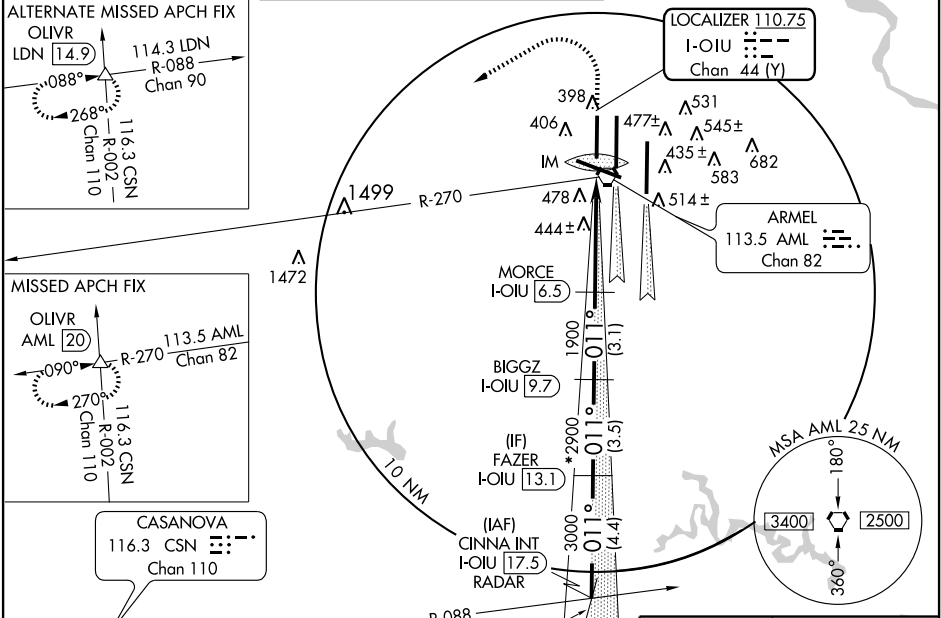 ALTERNATE MISSED APCH FIX
OLIVR
LDN 14.9
114.3 LDN
R-088
Chan 90
088°
268°
116.3 CSN
R-002
Chan 110
MISSED APCH FIX
OLIVR
AML 20
113.5 AML
R-270
Chan 82
090°
270°
116.3 CSN
R-002
Chan 110
CASANOVA
116.3 CSN
Chan 110
LOCALIZER 110.75
I-OIU
Chan 44 (Y)
398
406
477±
531
545±
435±
583
682
IM
478
444±
514±
1499
1472
R-270
ARMEL
113.5 AML
Chan 82
MORCE
I-OIU 6.5
1900
011°
(3.1)
BIGGZ
I-OIU 9.7
*2900
011°
(3.5)
(IF)
FAZER
I-OIU 13.1
3000
011°
(4.4)
(IAF)
CINNA INT
I-OIU 17.5
RADAR
R-088
10 NM
MSA AML 25 NM
180°
3400
2500
360°